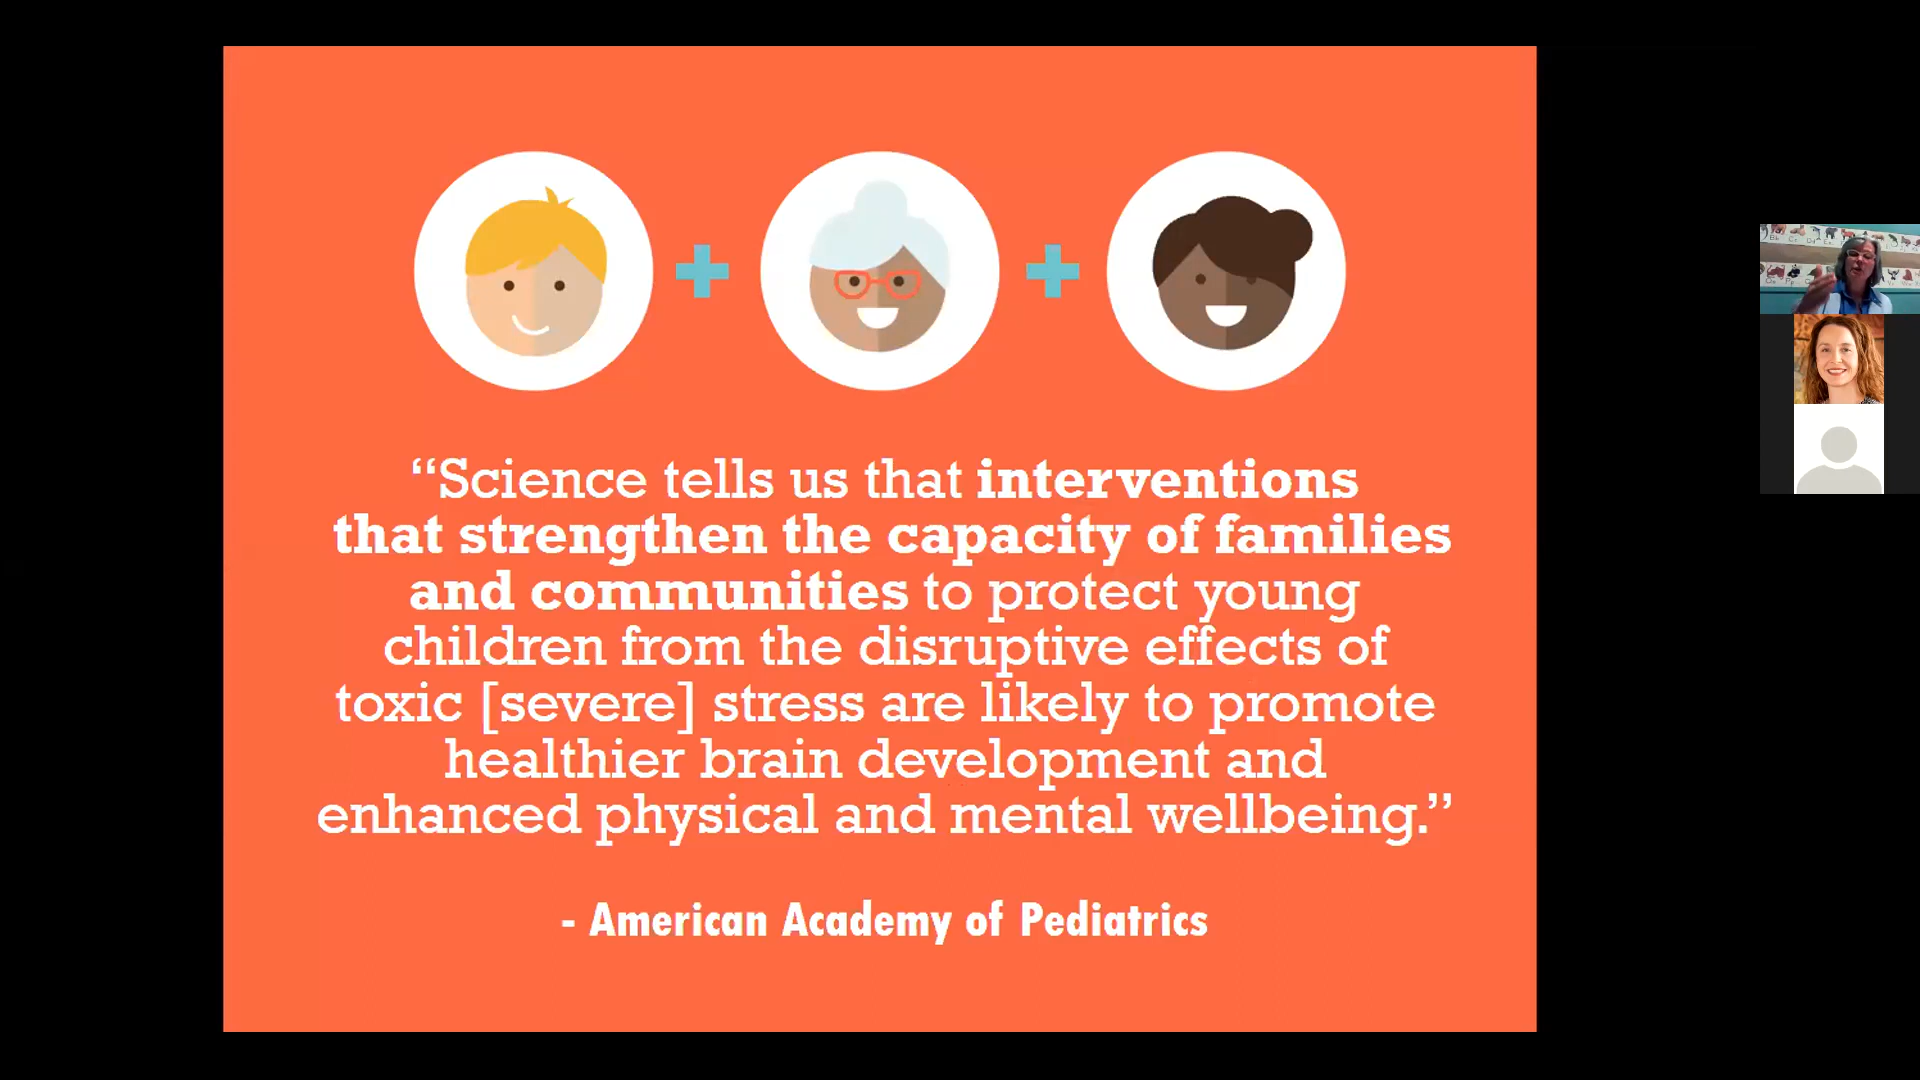 “Science tells us that interventions
that strengthen the capacity of families
and communities to protect young
children from the disruptive effects of
toxic [severe] stress are likely to promote
healthier brain development and
enhanced physical and mental wellbeing.”
- American Academy of Pediatrics